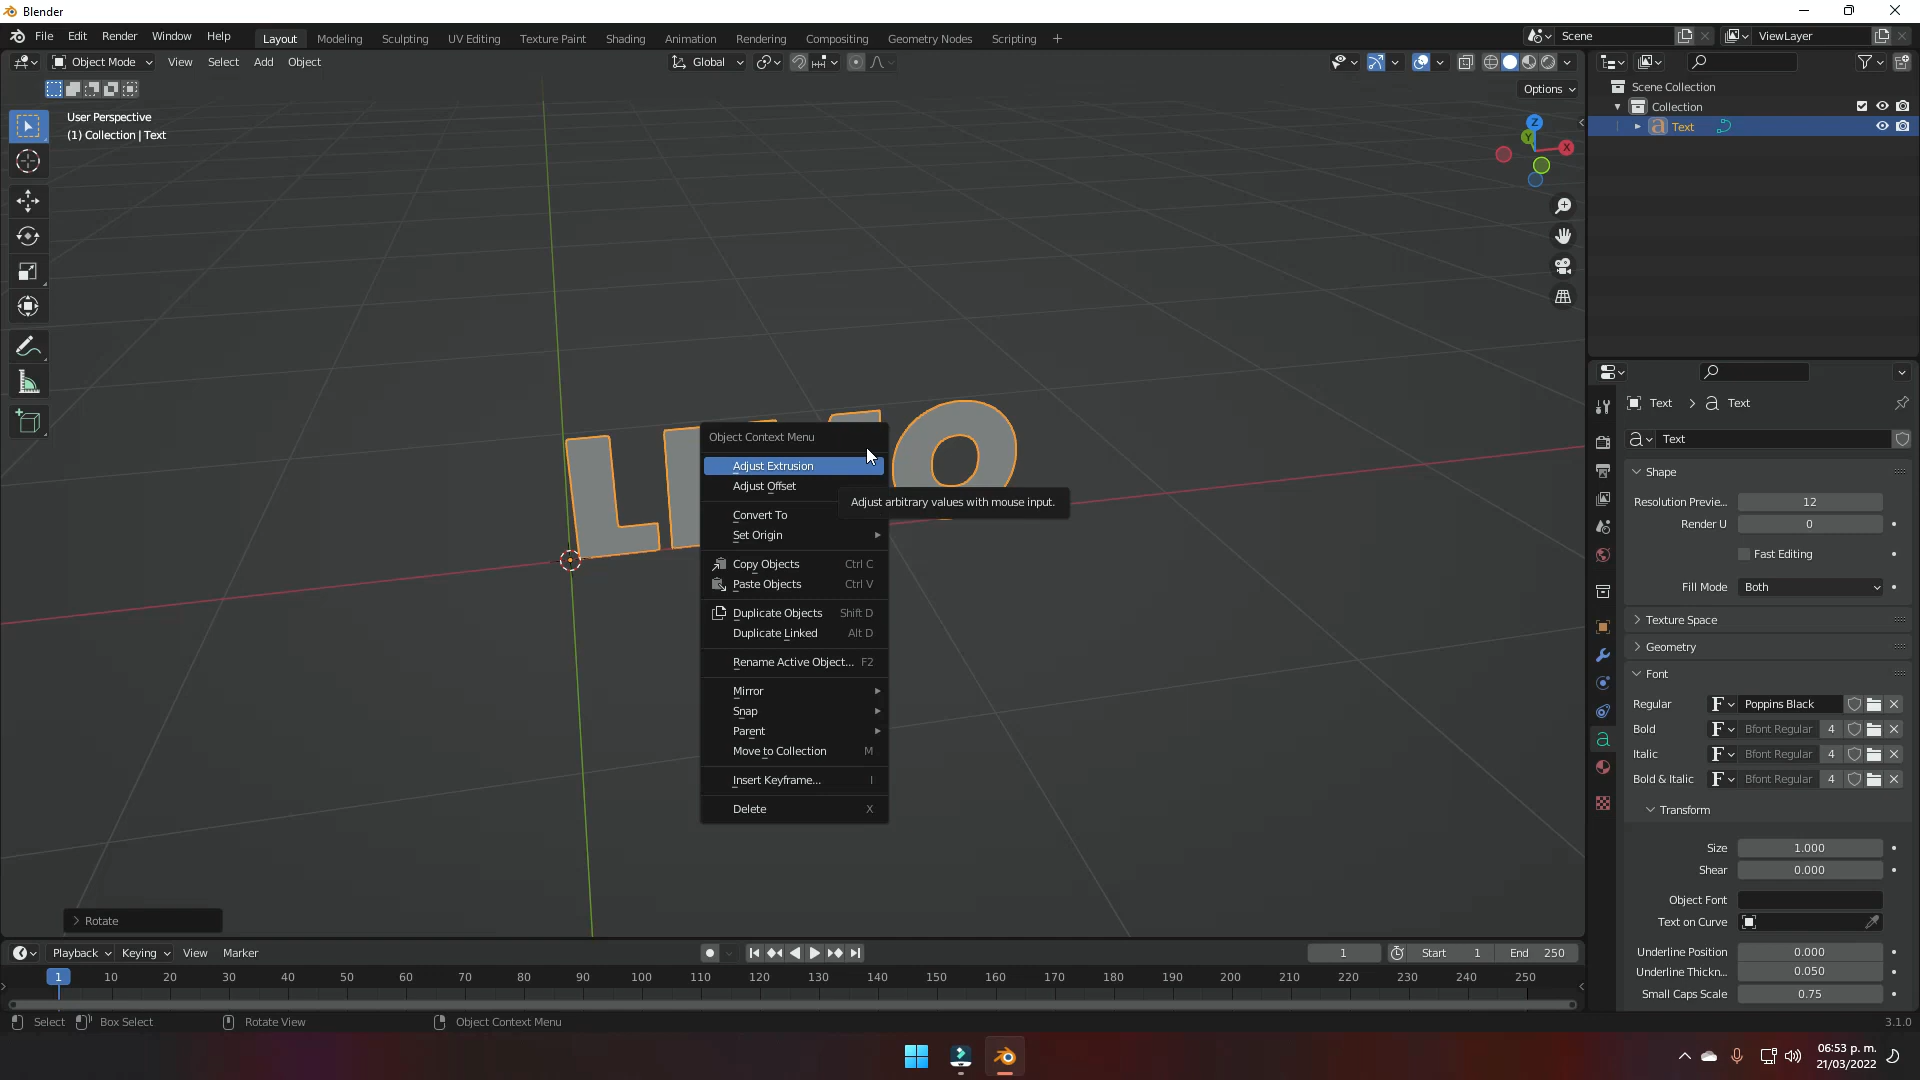 Blender
File Edit Render Window Help
Layout Modeling Sculpting UV Editing Texture Paint Shading Animation Rendering Compositing Geometry Nodes Scripting +
Scene
ViewLayer
Object Mode View Select Add Object
Global
Options
User Perspective
(1) Collection | Text
Z
Y
X
Scene Collection
Collection
Text
Object Context Menu
Adjust Extrusion
Adjust Offset
Adjust arbitrary values with mouse input.
Convert To
Set Origin
Copy Objects Ctrl C
Paste Objects Ctrl V
Duplicate Objects Shift D
Duplicate Linked Alt D
Rename Active Object... F2
Mirror
Snap
Parent
Move to Collection M
Insert Keyframe... I
Delete X
Text > Text
Text
Shape
Resolution Previe... 12
Render U 0
Fast Editing
Fill Mode Both
Texture Space
Geometry
Font
Regular Poppins Black
Bold Bfont Regular 4
Italic Bfont Regular 4
Bold & Italic Bfont Regular 4
Transform
Size 1.000
Shear 0.000
Object Font
Text on Curve
Underline Position 0.000
Underline Thickn... 0.050
Small Caps Scale 0.75
Rotate
Playback Keying View Marker
1 Start 1 End 250
1 10 20 30 40 50 60 70 80 90 100 110 120 130 140 150 160 170 180 190 200 210 220 230 240 250
Select Box Select Rotate View Object Context Menu
3.1.0
06:53 p. m.
21/03/2022